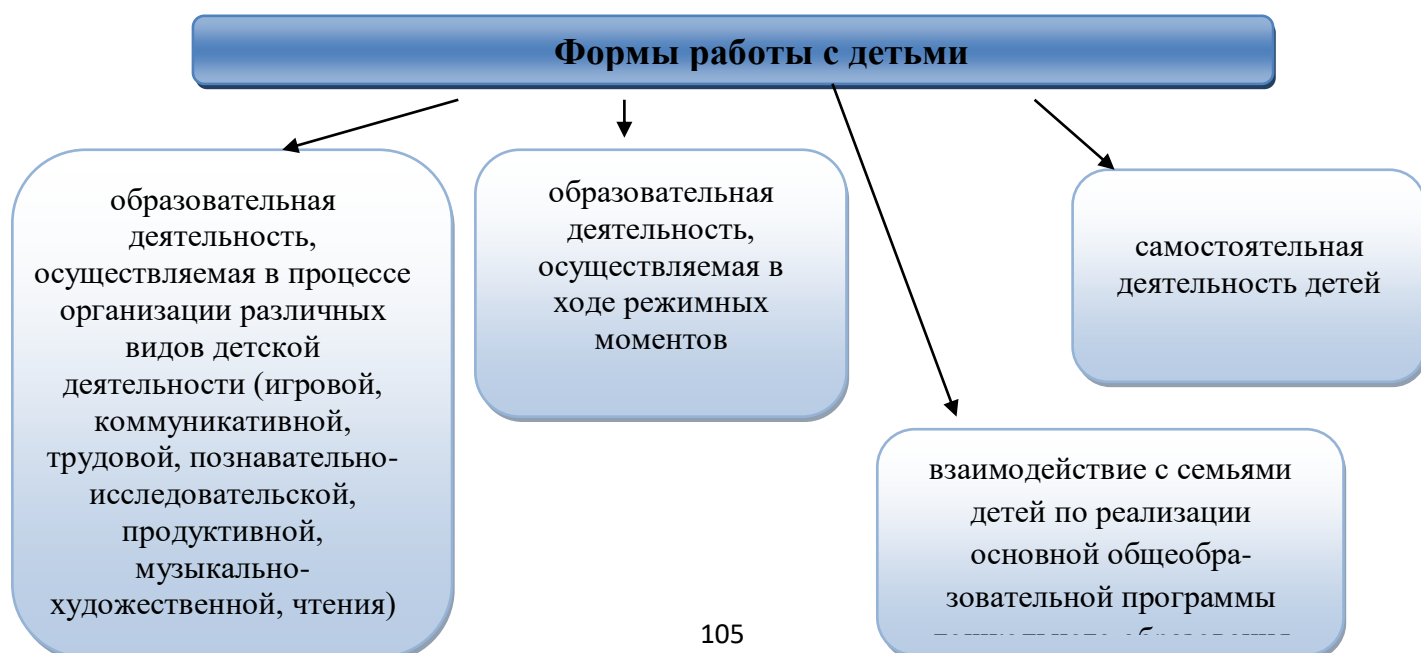 Формы работы с детьми
образовательная
деятельность,
осуществляемая в процессе
организации различных
видов детской
деятельности (игровой,
коммуникативной,
трудовой, познавательно-
исследовательской,
продуктивной,
музыкально-
художественной, чтения)
образовательная
деятельность,
осуществляемая в
ходе режимных
моментов
самостоятельная
деятельность детей
взаимодействие с семьями
детей по реализации
основной общеобра-
зовательной программы
105